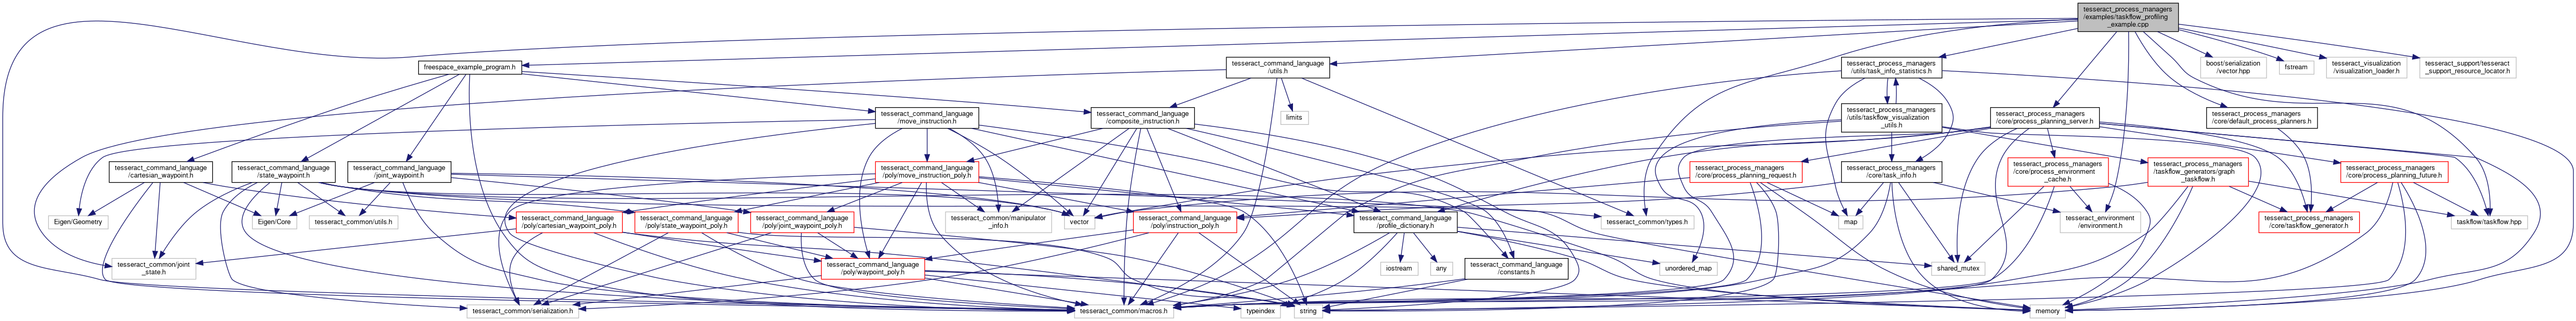 tesseract_process_managers
/examples/taskflow_profiling
_example.cpp
freespace_example_program.h
tesseract_command_language
/utils.h
tesseract_process_managers
/utils/task_info_statistics.h
boost/serialization
/vector.hpp
fstream
tesseract_visualization
/visualization_loader.h
tesseract_support/tesseract
_support_resource_locator.h
tesseract_command_language
/move_instruction.h
tesseract_command_language
/composite_instruction.h
limits
tesseract_process_managers
/utils/taskflow_visualization
_utils.h
tesseract_process_managers
/core/process_planning_server.h
tesseract_process_managers
/core/default_process_planners.h
tesseract_command_language
/cartesian_waypoint.h
tesseract_command_language
/state_waypoint.h
tesseract_command_language
/joint_waypoint.h
tesseract_command_language
/poly/move_instruction_poly.h
tesseract_process_managers
/core/process_planning_request.h
tesseract_process_managers
/core/task_info.h
tesseract_process_managers
/core/process_environment
_cache.h
tesseract_process_managers
/taskflow_generators/graph
_taskflow.h
tesseract_process_managers
/core/process_planning_future.h
Eigen/Geometry
Eigen/Core
tesseract_common/utils.h
tesseract_command_language
/poly/cartesian_waypoint_poly.h
tesseract_command_language
/poly/state_waypoint_poly.h
tesseract_command_language
/poly/joint_waypoint_poly.h
tesseract_common/manipulator
_info.h
vector
tesseract_command_language
/poly/instruction_poly.h
tesseract_command_language
/profile_dictionary.h
tesseract_common/types.h
map
tesseract_environment
/environment.h
tesseract_process_managers
/core/taskflow_generator.h
taskflow/taskflow.hpp
tesseract_common/joint
_state.h
tesseract_command_language
/poly/waypoint_poly.h
iostream
any
tesseract_command_language
/constants.h
unordered_map
shared_mutex
tesseract_common/serialization.h
typeindex
tesseract_common/macros.h
string
memory